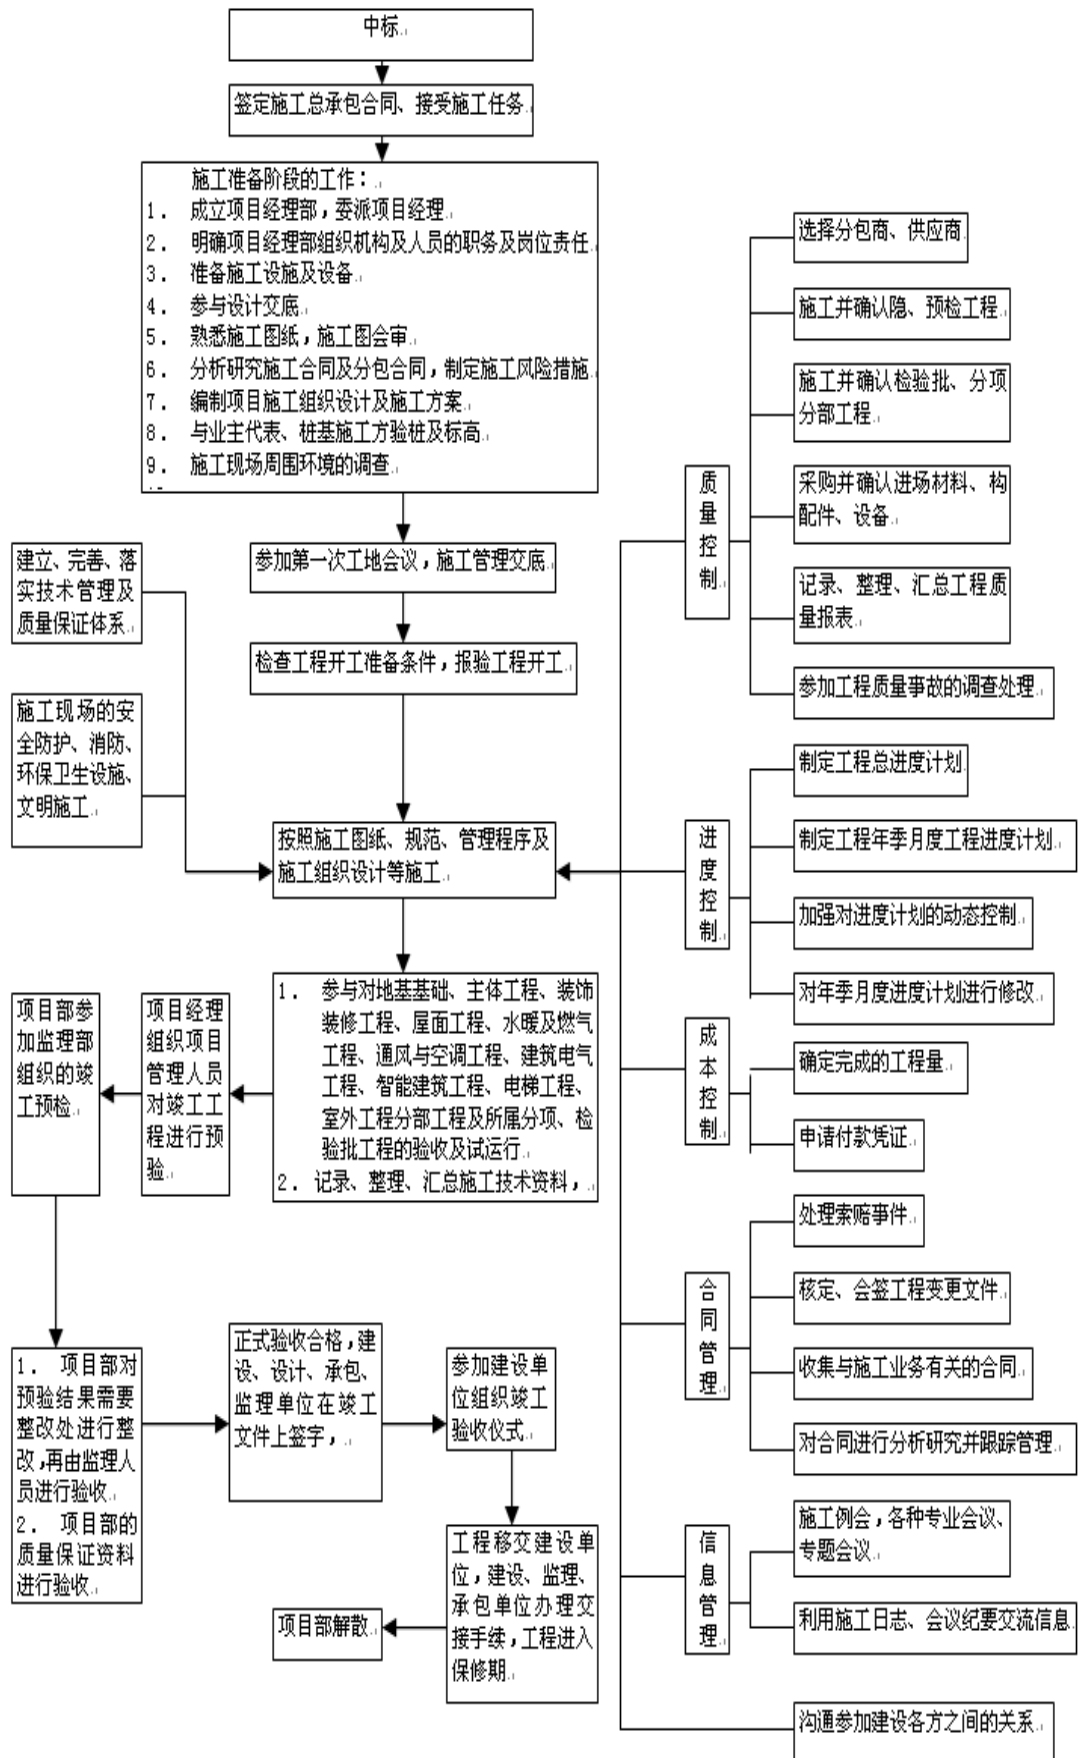 中标
签定施工总承包合同、接受施工任务
施工准备阶段的工作：
1. 成立项目经理部，委派项目经理
2. 明确项目经理部组织机构及人员的职务及岗位责任
3. 准备施工设施及设备
4. 参与设计交底
5. 熟悉施工图纸，施工图会审
6. 分析研究施工合同及分包合同，制定施工风险措施
7. 编制项目施工组织设计及施工方案
8. 与业主代表、桩基施工方验桩及标高
9. 施工现场周围环境的调查
参加第一次工地会议，施工管理交底
检查工程开工准备条件，报验工程开工
建立、完善、落
实技术管理及
质量保证体系
施工现场的安
全防护、消防、
环保卫生设施、
文明施工
按照施工图纸、规范、管理程序及
施工组织设计等施工
1. 参与对地基基础、主体工程、装饰
装修工程、屋面工程、水暖及燃气
工程、通风与空调工程、建筑电气
工程、智能建筑工程、电梯工程、
室外工程分部工程及所属分项、检
验批工程的验收及试运行
2. 记录、整理、汇总施工技术资料，
项目经理
组织项目
管理人员
对竣工工
程进行预
验
项目部参
加监理部
组织的竣
工预检
1. 项目部对
预验结果需要
整改处进行整
改，再由监理人
员进行验收
2. 项目部的
质量保证资料
进行验收
正式验收合格，建
设、设计、承包、
监理单位在竣工
文件上签字，
参加建设单
位组织竣工
验收仪式
工程移交建设单
位，建设、监理、
承包单位办理交
接手续，工程进入
保修期
项目部解散
质
量
控
制
选择分包商、供应商
施工并确认隐、预检工程
施工并确认检验批、分项
分部工程
采购并确认进场材料、构
配件、设备
记录、整理、汇总工程质
量报表
参加工程质量事故的调查处理
进
度
控
制
制定工程总进度计划
制定工程年季月度工程进度计划
加强对进度计划的动态控制
对年季月度进度计划进行修改
成
本
控
制
确定完成的工程量
申请付款凭证
合
同
管
理
处理索赔事件
核定、会签工程变更文件
收集与施工业务有关的合同
对合同进行分析研究并跟踪管理
信
息
管
理
施工例会，各种专业会议、
专题会议
利用施工日志、会议纪要交流信息
沟通参加建设各方之间的关系